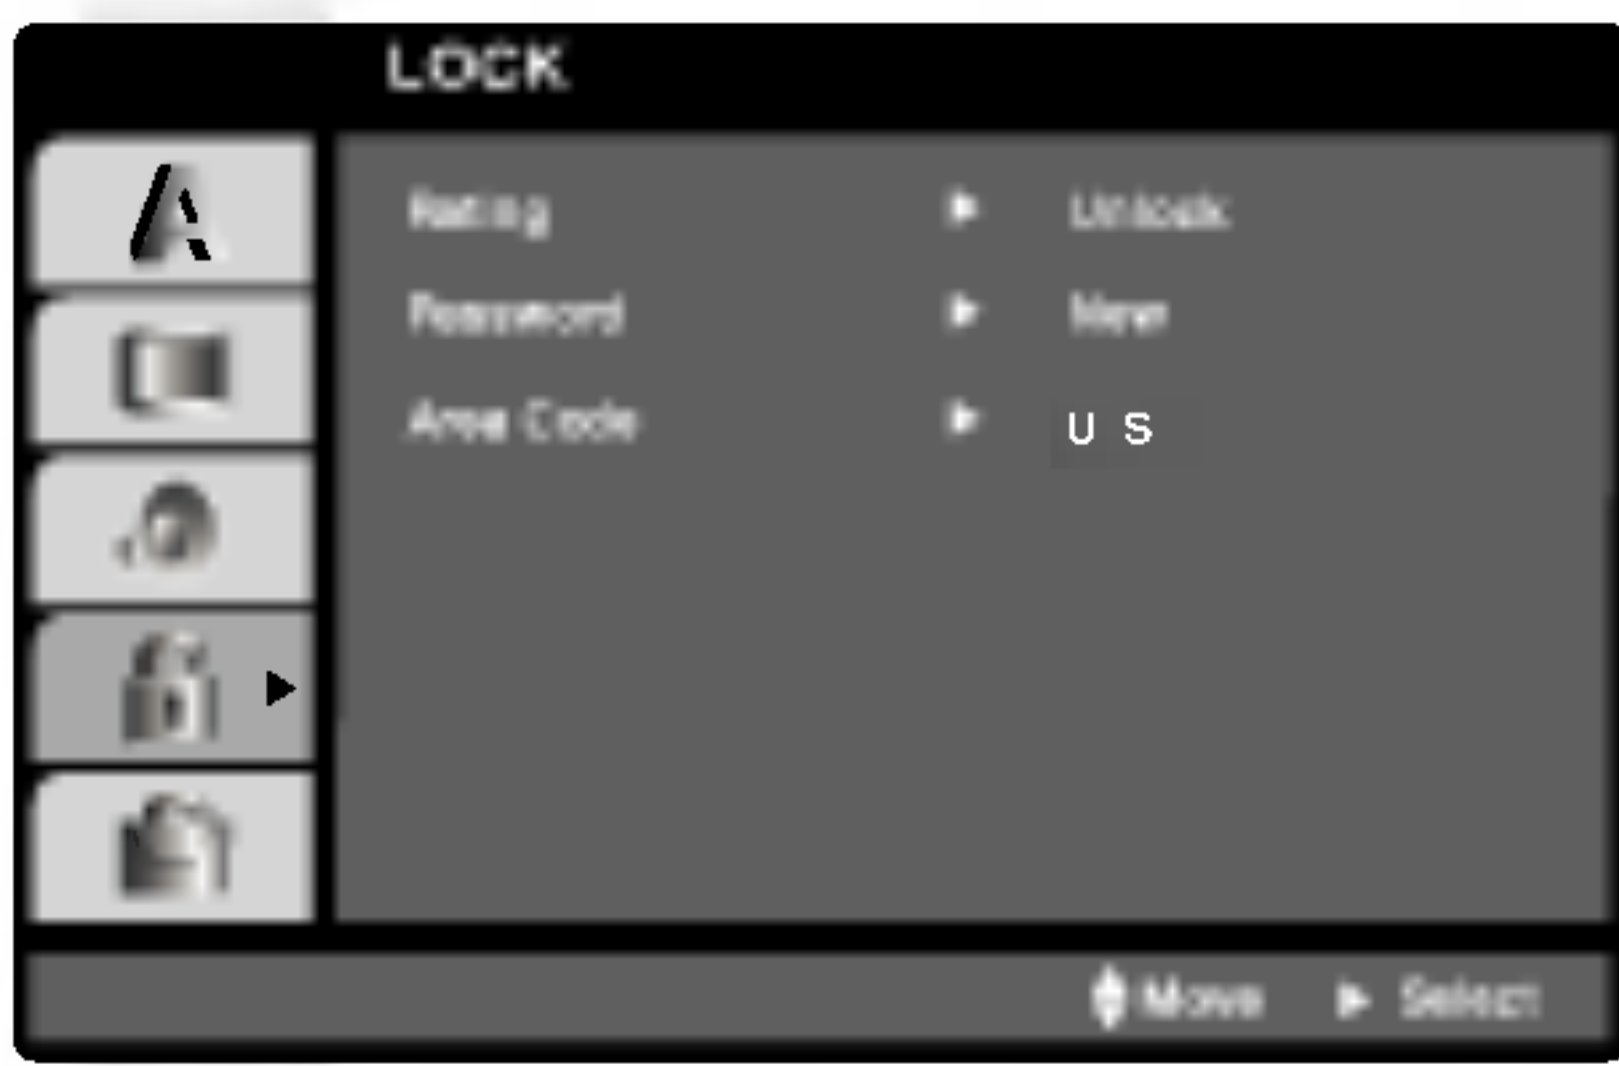 LOCK
Rating ▶ Unlock
Password ▶ New
Area Code ▶ U S
Move ▶ Select